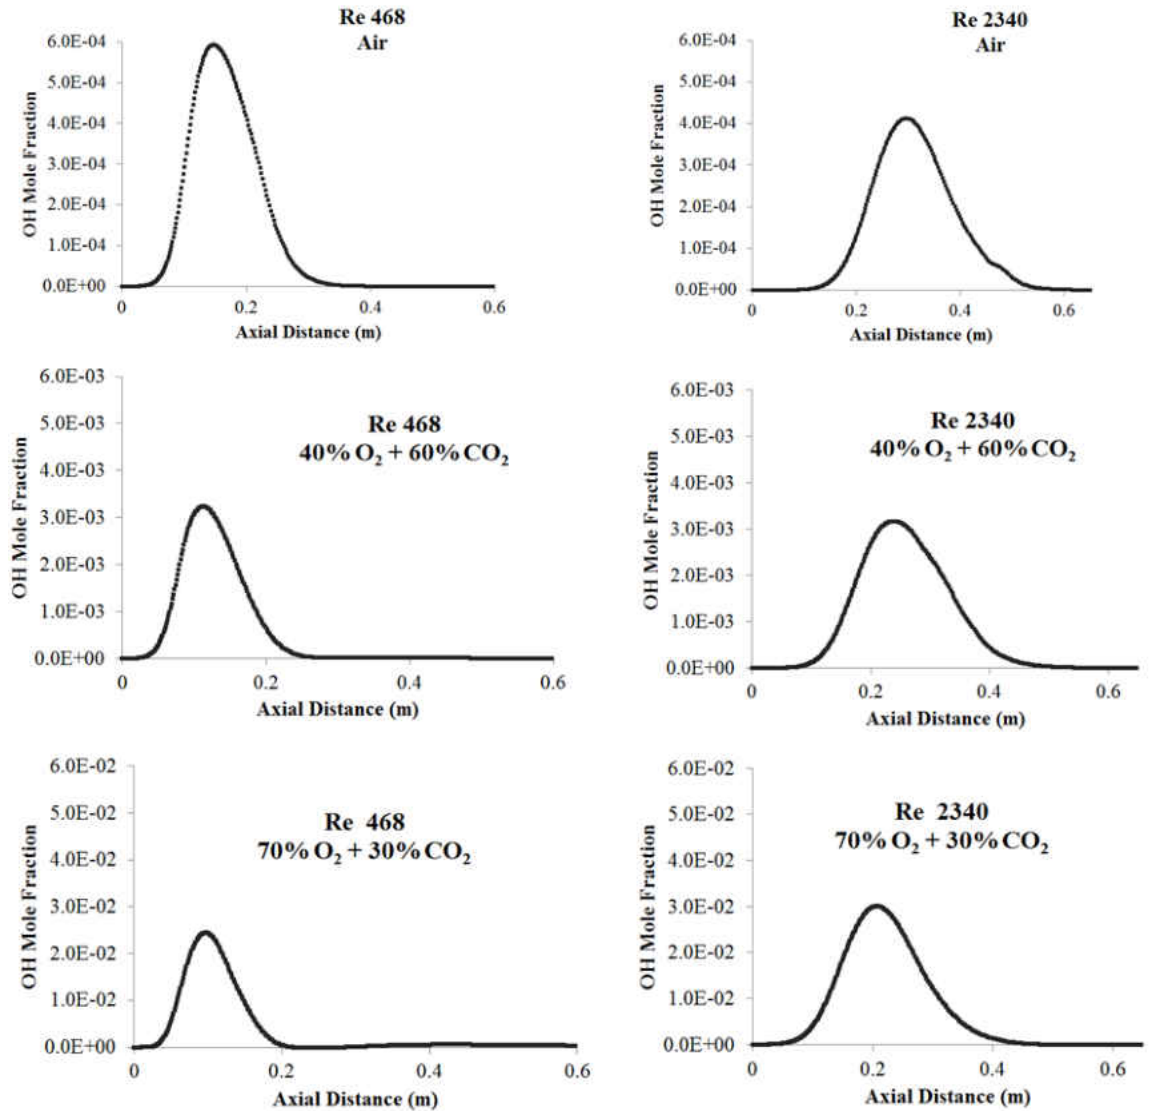 Re 468
Air
6.0E-04
5.0E-04
4.0E-04
3.0E-04
2.0E-04
1.0E-04
0.0E+00
OH Mole Fraction
0 0.2 0.4 0.6
Axial Distance (m)
Re 2340
Air
6.0E-04
5.0E-04
4.0E-04
3.0E-04
2.0E-04
1.0E-04
0.0E+00
OH Mole Fraction
0 0.2 0.4 0.6
Axial Distance (m)
6.0E-03
5.0E-03
4.0E-03
3.0E-03
2.0E-03
1.0E-03
0.0E+00
OH Mole Fraction
Re 468
40% O₂ + 60% CO₂
0 0.2 0.4 0.6
Axial Distance (m)
6.0E-03
5.0E-03
4.0E-03
3.0E-03
2.0E-03
1.0E-03
0.0E+00
OH Mole Fraction
Re 2340
40% O₂ + 60% CO₂
0 0.2 0.4 0.6
Axial Distance (m)
6.0E-02
5.0E-02
4.0E-02
3.0E-02
2.0E-02
1.0E-02
0.0E+00
OH Mole Fraction
Re 468
70% O₂ + 30% CO₂
0 0.2 0.4 0.6
Axial Distance (m)
6.0E-02
5.0E-02
4.0E-02
3.0E-02
2.0E-02
1.0E-02
0.0E+00
OH Mole Fraction
Re 2340
70% O₂ + 30% CO₂
0 0.2 0.4 0.6
Axial Distance (m)